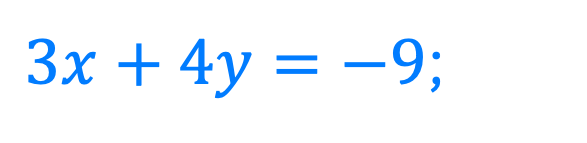 3x + 4y = −9;